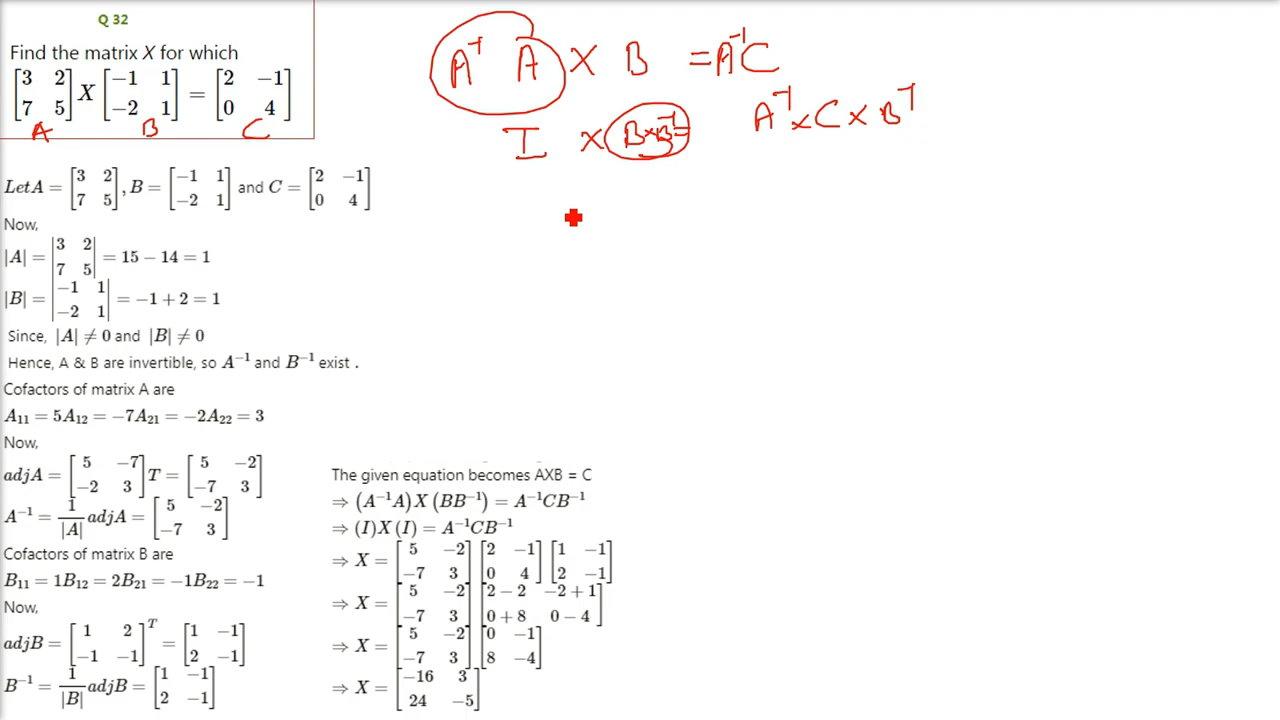 Q 32
Find the matrix X for which
[3 2; 7 5] X [−1 1; −2 1] = [2 −1; 0 4]
A B C
A⁻¹ A X B = A⁻¹C
I X B×B⁻¹ = A⁻¹×C×B⁻¹
LetA = [3 2; 7 5], B = [−1 1; −2 1] and C = [2 −1; 0 4]
Now,
|A| = |3 2; 7 5| = 15 − 14 = 1
|B| = |−1 1; −2 1| = −1 + 2 = 1
Since, |A| ≠ 0 and |B| ≠ 0
Hence, A & B are invertible, so A⁻¹ and B⁻¹ exist .
Cofactors of matrix A are
A₁₁ = 5A₁₂ = −7A₂₁ = −2A₂₂ = 3
Now,
adjA = [5 −7; −2 3]T = [5 −2; −7 3]
A⁻¹ = 1/|A| adjA = [5 −2; −7 3]
Cofactors of matrix B are
B₁₁ = 1B₁₂ = 2B₂₁ = −1B₂₂ = −1
Now,
adjB = [1 2; −1 −1]ᵀ = [1 −1; 2 −1]
B⁻¹ = 1/|B| adjB = [1 −1; 2 −1]
The given equation becomes AXB = C
⇒ (A⁻¹A)X(BB⁻¹) = A⁻¹CB⁻¹
⇒ (I)X(I) = A⁻¹CB⁻¹
⇒ X = [5 −2; −7 3] [2 −1; 0 4] [1 −1; 2 −1]
⇒ X = [5 −2; −7 3] [2 − 2 −2 + 1; 0 + 8 0 − 4]
⇒ X = [5 −2; −7 3] [0 −1; 8 −4]
⇒ X = [−16 3; 24 −5]